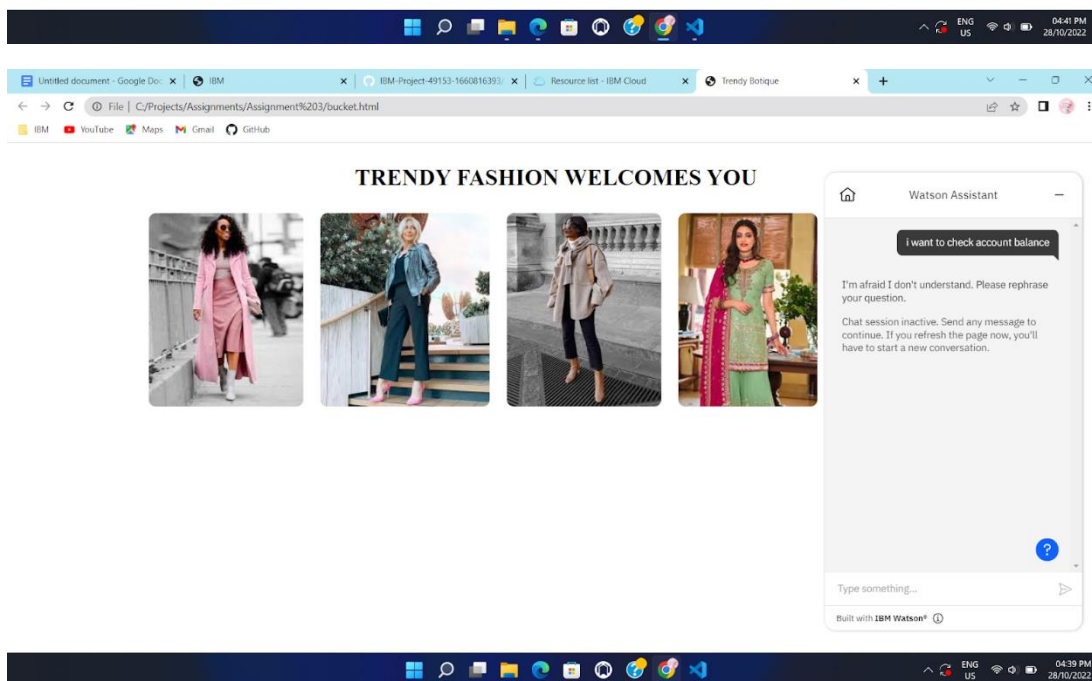 ENG
US
04:41 PM
28/10/2022
Untitled document - Google Doc
IBM
IBM-Project-49153-1660816393/
Resource list - IBM Cloud
Trendy Botique
File | C:/Projects/Assignments/Assignment%203/bucket.html
IBM YouTube Maps Gmail GitHub
TRENDY FASHION WELCOMES YOU
Watson Assistant
i want to check account balance
I'm afraid I don't understand. Please rephrase
your question.
Chat session inactive. Send any message to
continue. If you refresh the page now, you'll
have to start a new conversation.
?
Type something...
Built with IBM Watson®
ENG
US
04:39 PM
28/10/2022